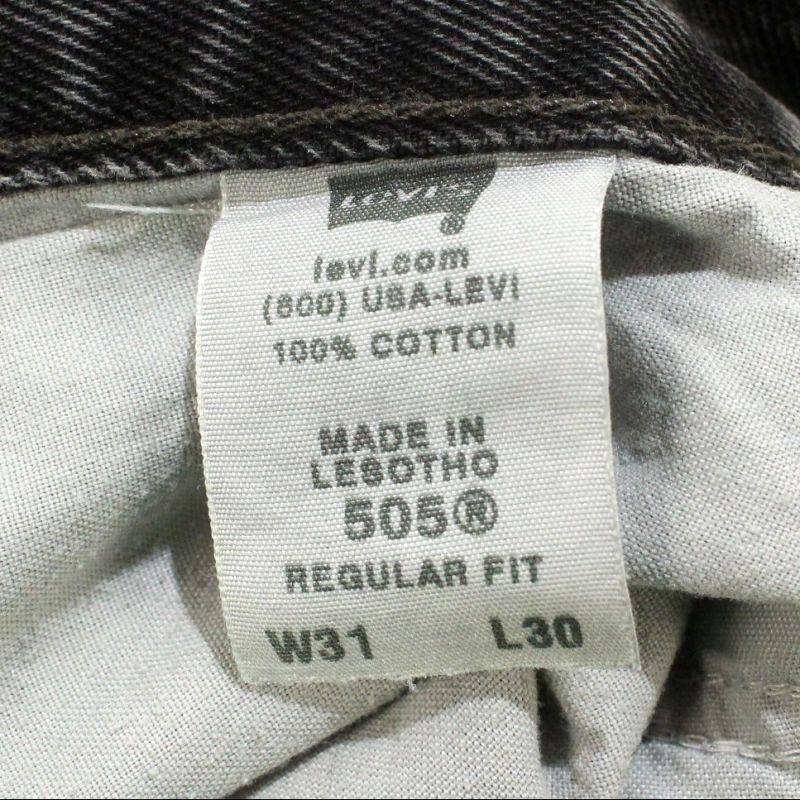 LEVI'S
®
levi.com
(800) USA-LEVI
100% COTTON
MADE IN
LESOTHO
505®
REGULAR FIT
W31 L30